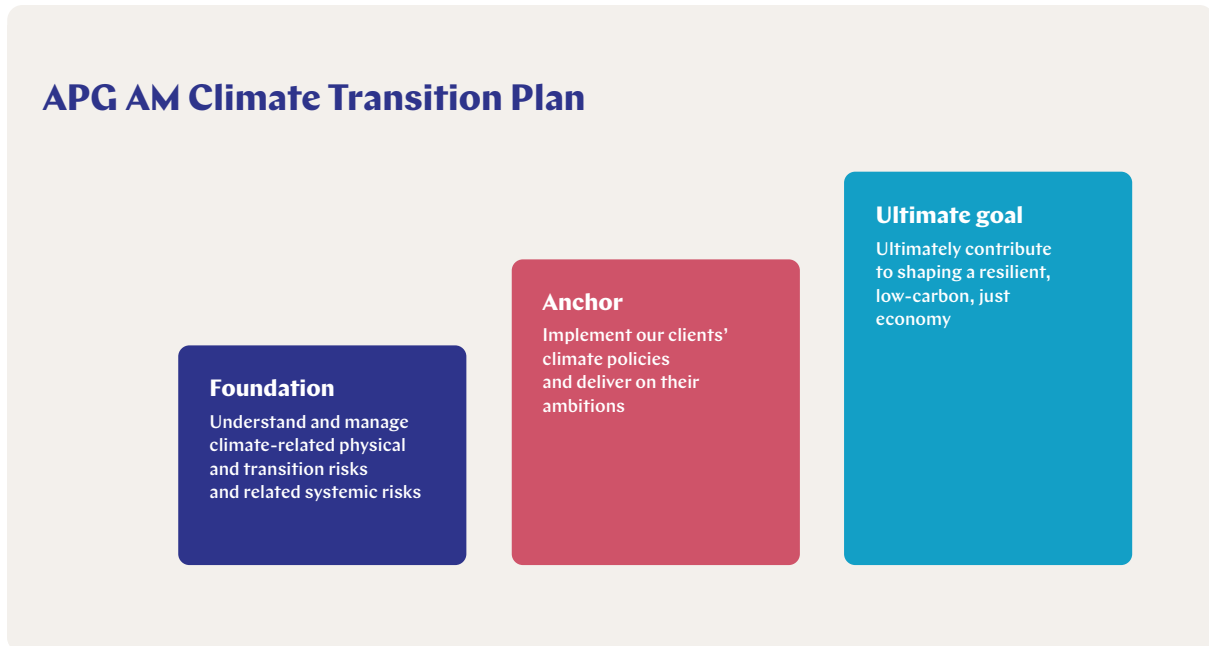 APG AM Climate Transition Plan
Foundation
Understand and manage
climate-related physical
and transition risks
and related systemic risks
Anchor
Implement our clients’
climate policies
and deliver on their
ambitions
Ultimate goal
Ultimately contribute
to shaping a resilient,
low-carbon, just
economy